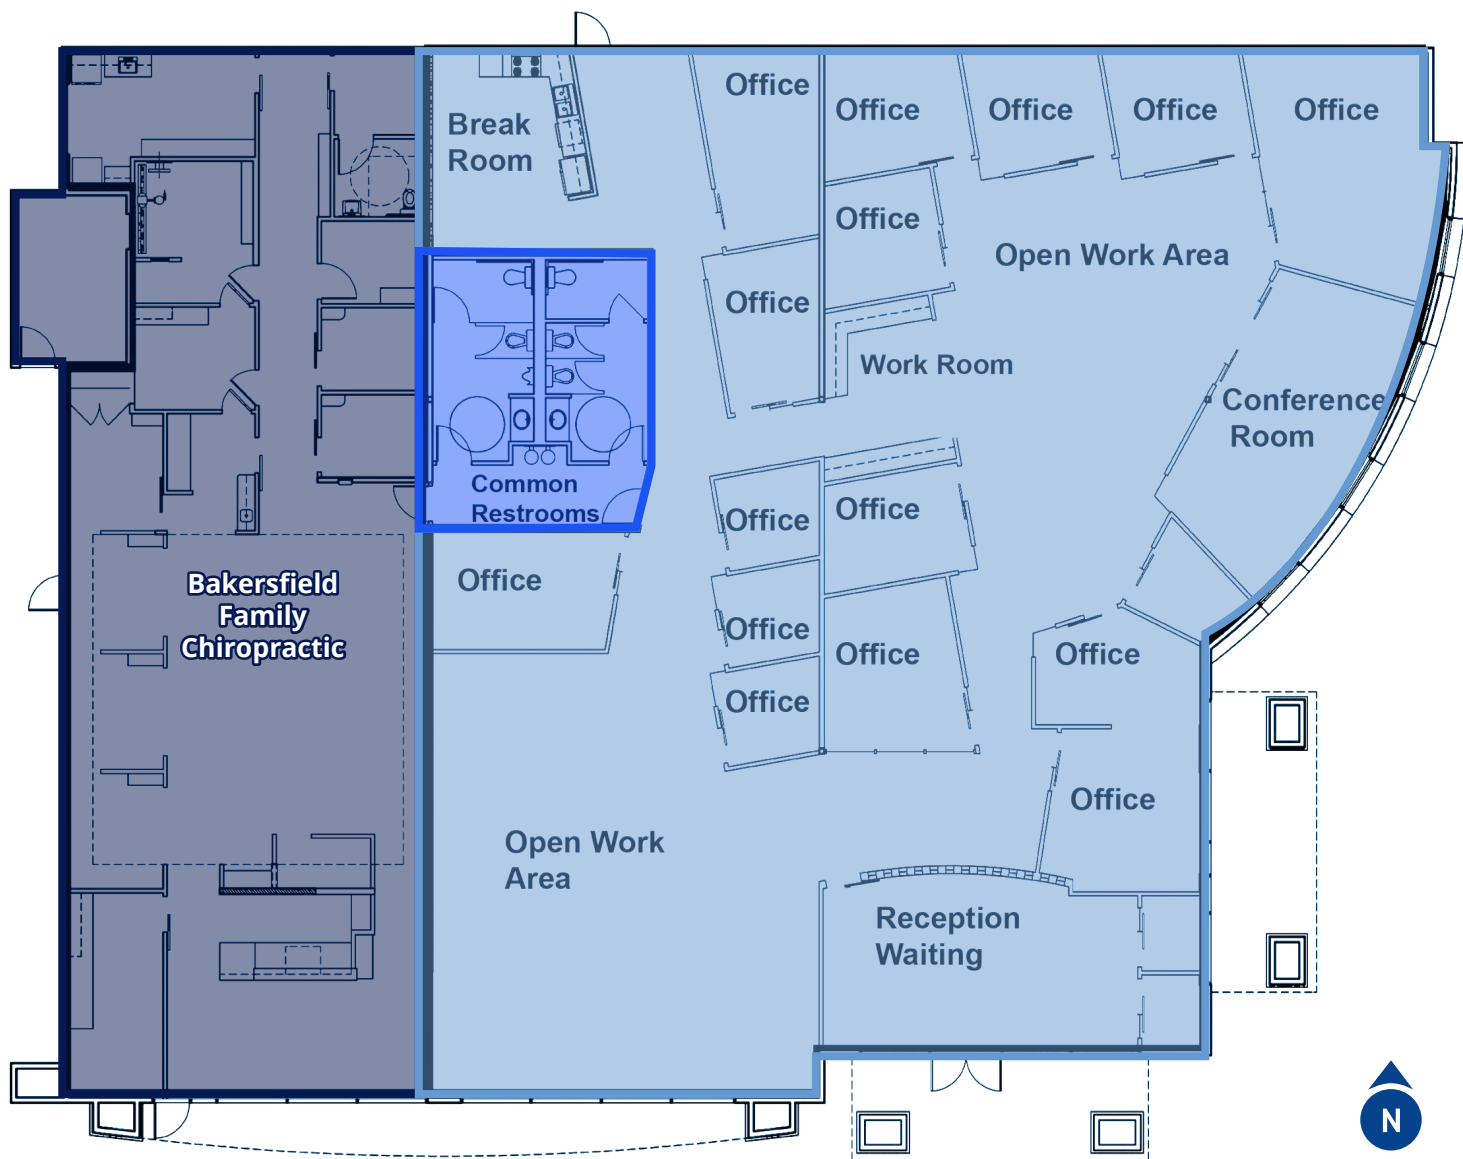 Office
Office
Office
Office
Office
Break
Room
Office
Open Work Area
Office
Work Room
Conference
Room
Common
Restrooms
Office
Office
Office
Bakersfield
Family
Chiropractic
Office
Office
Office
Office
Office
Open Work
Area
Reception
Waiting
N